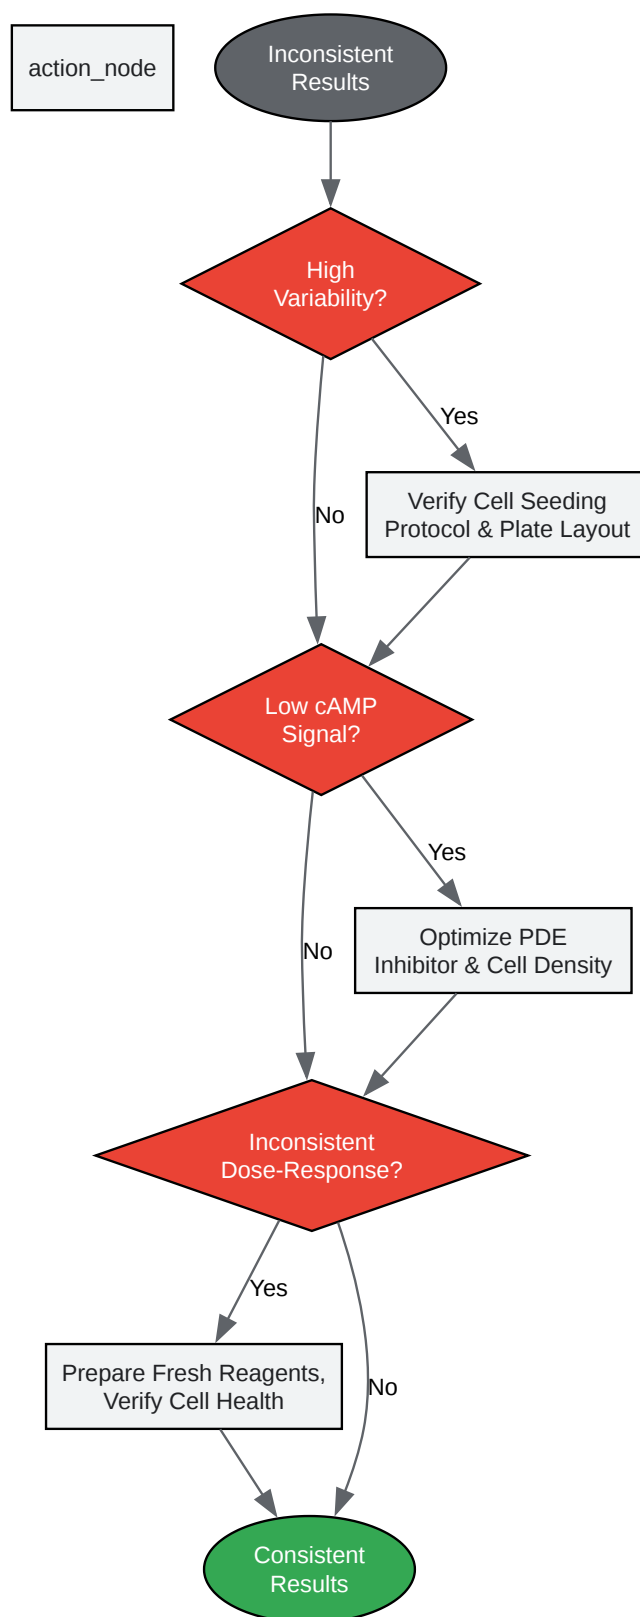 action_node
Inconsistent
Results
High
Variability?
Yes
Verify Cell Seeding
Protocol & Plate Layout
No
Low cAMP
Signal?
Yes
Optimize PDE
Inhibitor & Cell Density
No
Inconsistent
Dose-Response?
Yes
Prepare Fresh Reagents,
Verify Cell Health
No
Consistent
Results